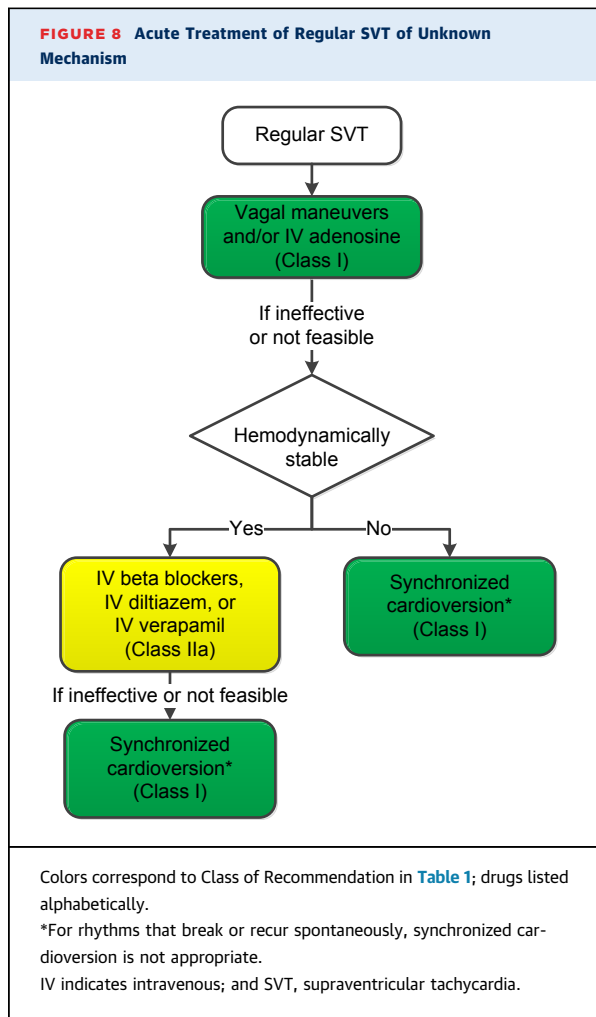 FIGURE 8 Acute Treatment of Regular SVT of Unknown
Mechanism
Regular SVT
Vagal maneuvers
and/or IV adenosine
(Class I)
If ineffective
or not feasible
Hemodynamically
stable
Yes
No
IV beta blockers,
IV diltiazem, or
IV verapamil
(Class IIa)
Synchronized
cardioversion*
(Class I)
If ineffective or not feasible
Synchronized
cardioversion*
(Class I)
Colors correspond to Class of Recommendation in Table 1; drugs listed
alphabetically.
*For rhythms that break or recur spontaneously, synchronized car-
dioversion is not appropriate.
IV indicates intravenous; and SVT, supraventricular tachycardia.